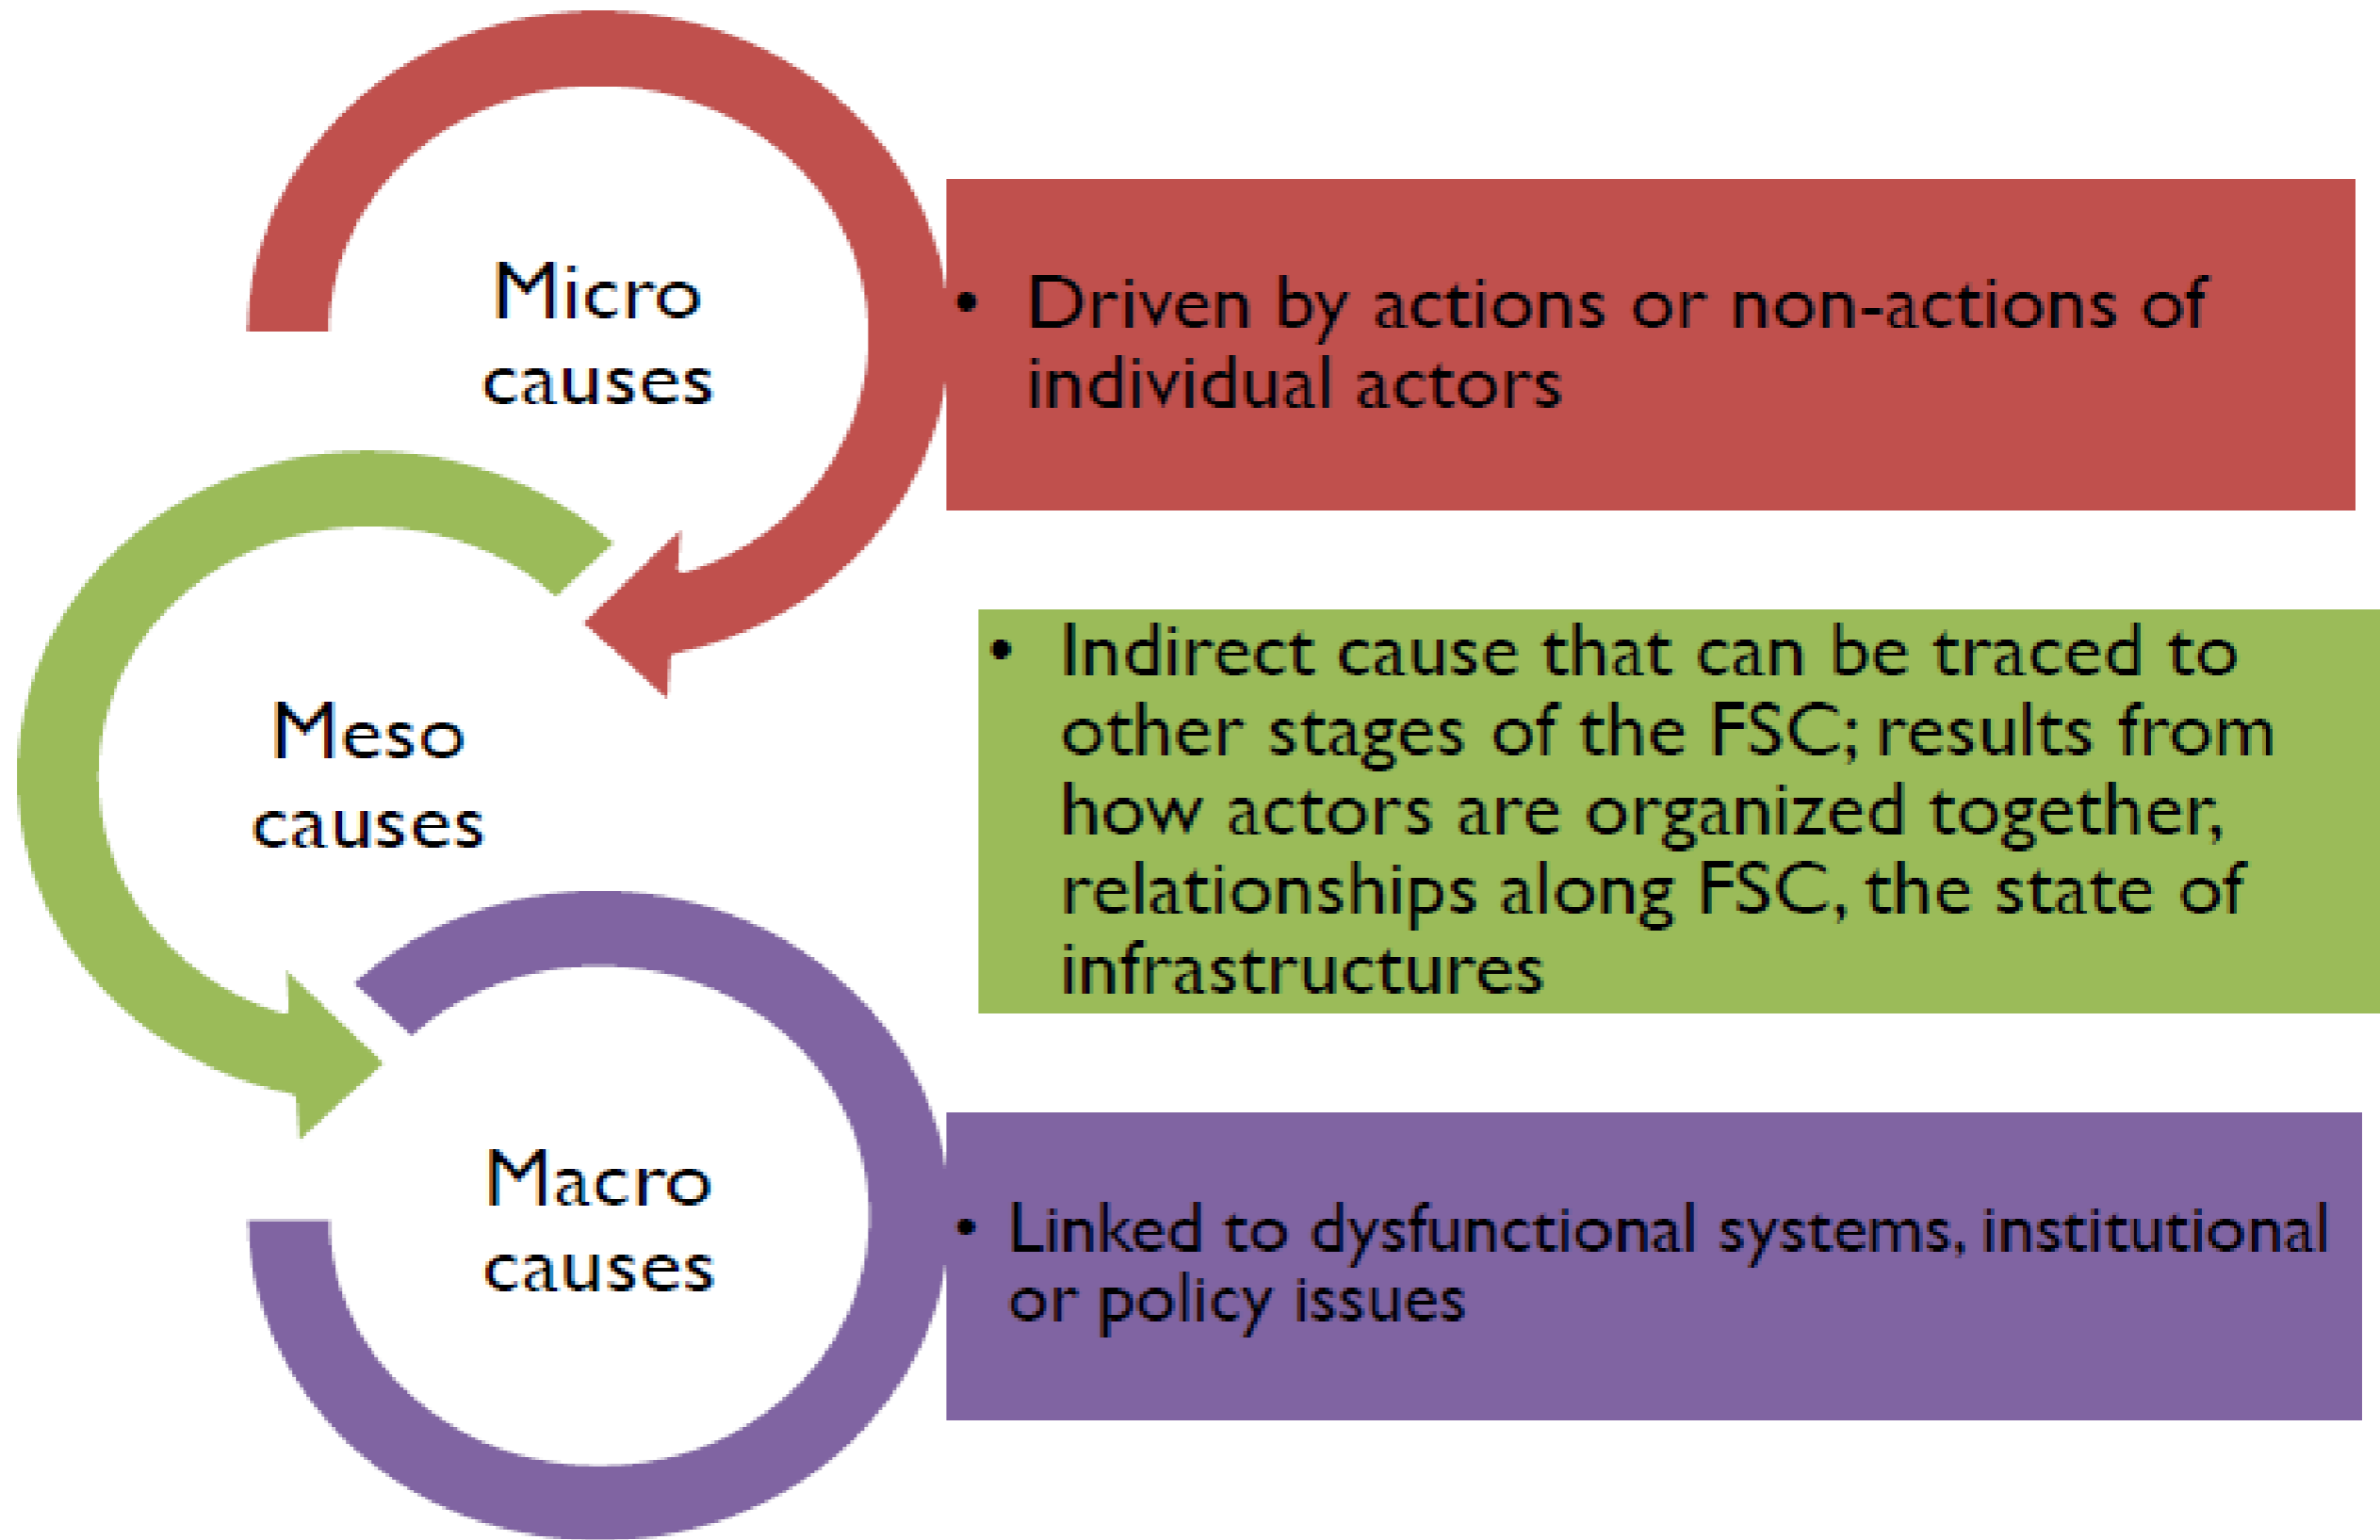 Micro
causes
• Driven by actions or non-actions of
individual actors
Meso
causes
• Indirect cause that can be traced to
other stages of the FSC; results from
how actors are organized together,
relationships along FSC, the state of
infrastructures
Macro
causes
• Linked to dysfunctional systems, institutional
or policy issues